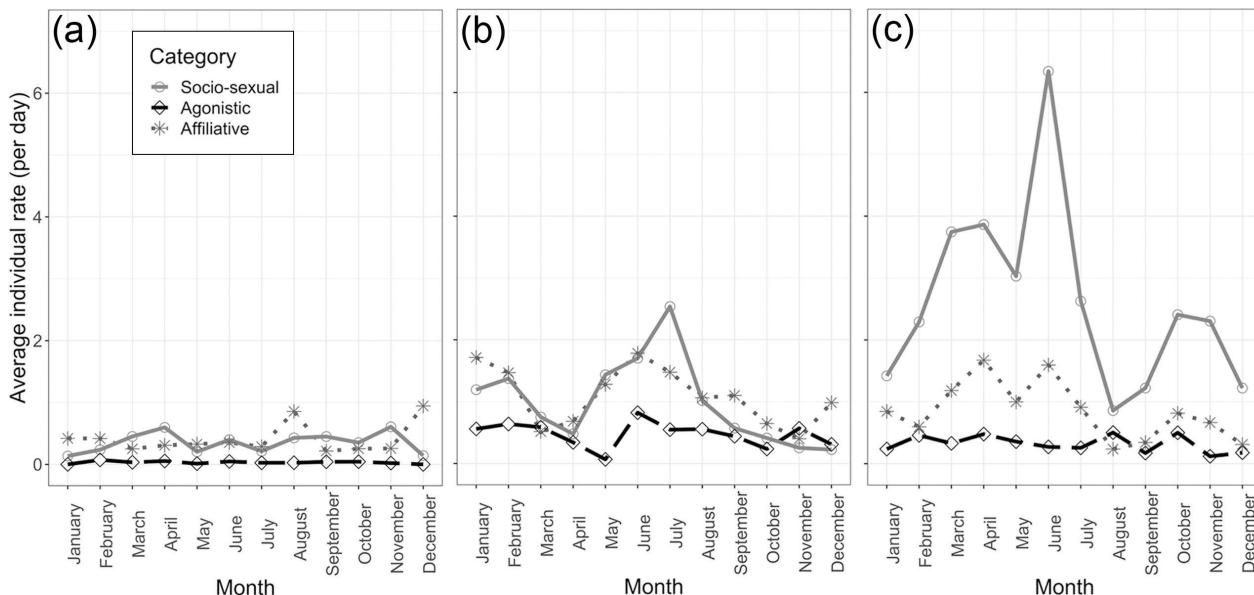 (a)
(b)
(c)
Category
Socio-sexual
Agonistic
Affiliative
Average individual rate (per day)
6
4
2
0
January
February
March
April
May
June
July
August
September
October
November
December
January
February
March
April
May
June
July
August
September
October
November
December
January
February
March
April
May
June
July
August
September
October
November
December
Month
Month
Month